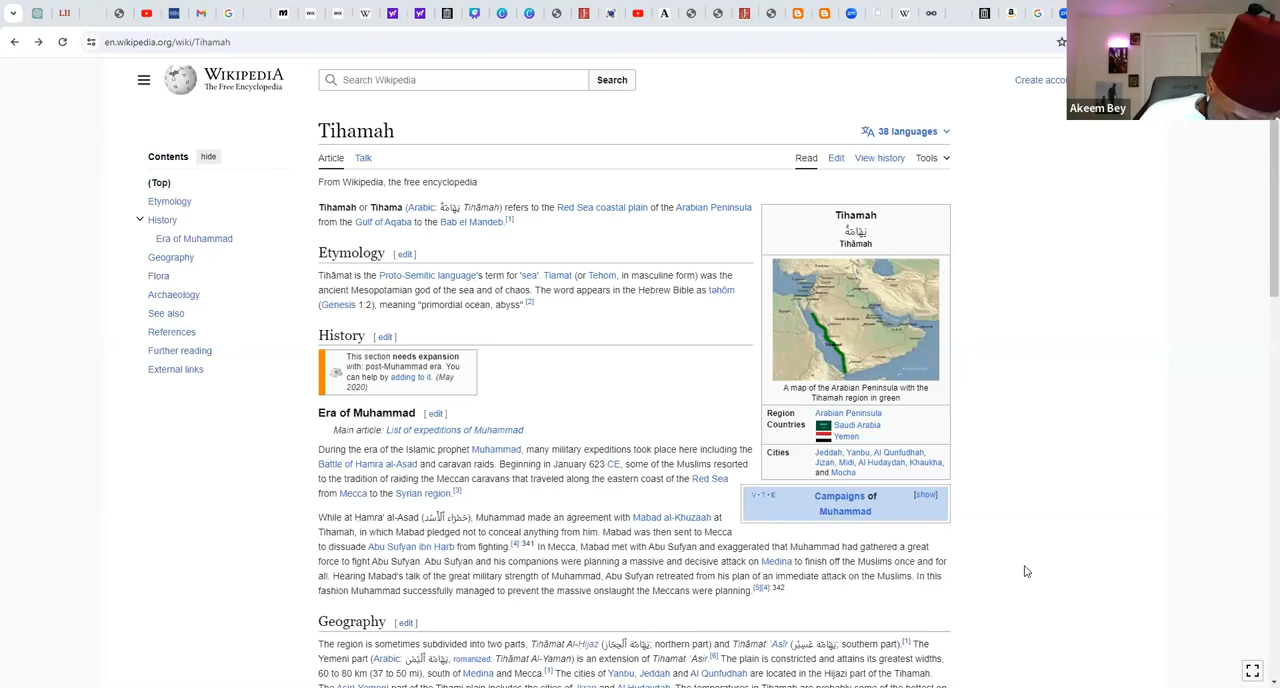 en.wikipedia.org/wiki/Tihamah
Akeem Bey
WIKIPEDIA
The Free Encyclopedia
Search Wikipedia
Search
Create accou
Contents hide
(Top)
Etymology
History
Era of Muhammad
Geography
Flora
Archaeology
See also
References
Further reading
External links
Tihamah
38 languages
Article Talk
Read Edit View history Tools
From Wikipedia, the free encyclopedia
Tihamah or Tihama (Arabic: تِهَامَةُ Tihāmah) refers to the Red Sea coastal plain of the Arabian Peninsula
from the Gulf of Aqaba to the Bab el Mandeb.[1]
Etymology [ edit ]
Tihāmat is the Proto-Semitic language's term for 'sea'. Tiamat (or Tehom, in masculine form) was the
ancient Mesopotamian god of the sea and of chaos. The word appears in the Hebrew Bible as təhōm
(Genesis 1:2), meaning "primordial ocean, abyss".[2]
History [ edit ]
This section needs expansion
with: post-Muhammad era. You
can help by adding to it. (May
2020)
Era of Muhammad [ edit ]
Main article: List of expeditions of Muhammad
During the era of the Islamic prophet Muhammad, many military expeditions took place here including the
Battle of Hamra al-Asad and caravan raids. Beginning in January 623 CE, some of the Muslims resorted
to the tradition of raiding the Meccan caravans that traveled along the eastern coast of the Red Sea
from Mecca to the Syrian region.[3]
While at Ḥamra' al-Asad (حَمْرَاء ٱلْأَسَد), Muhammad made an agreement with Mabad al-Khuzaah at
Tihamah, in which Mabad pledged not to conceal anything from him. Mabad was then sent to Mecca
to dissuade Abu Sufyan ibn Harb from fighting.[4]:341 In Mecca, Mabad met with Abu Sufyan and exaggerated that Muhammad had gathered a great
force to fight Abu Sufyan. Abu Sufyan and his companions were planning a massive and decisive attack on Medina to finish off the Muslims once and for
all. Hearing Mabad's talk of the great military strength of Muhammad, Abu Sufyan retreated from his plan of an immediate attack on the Muslims. In this
fashion Muhammad successfully managed to prevent the massive onslaught the Meccans were planning.[5][4]:342
Geography [ edit ]
The region is sometimes subdivided into two parts, Tihāmat Al-Hijaz (تِهَامَة ٱلْحِجَاز; northern part) and Tihāmat ʿAsīr (تِهَامَة عَسِيْر; southern part).[1] The
Yemeni part (Arabic: تِهَامَة ٱلْيَمَن, romanized: Tihāmat Al-Yaman) is an extension of Tihamat ʿAsir.[6] The plain is constricted and attains its greatest widths,
60 to 80 km (37 to 50 mi), south of Medina and Mecca.[1] The cities of Yanbu, Jeddah and Al Qunfudhah are located in the Hijazi part of the Tihamah.
Tihamah
تِهَامَةُ
Tihāmah
A map of the Arabian Peninsula with the
Tihamah region in green
Region Arabian Peninsula
Countries Saudi Arabia
Yemen
Cities Jeddah, Yanbu, Al Qunfudhah,
Jizan, Midi, Al Hudaydah, Khaukha,
and Mocha
V·T·E Campaigns of [show]
Muhammad